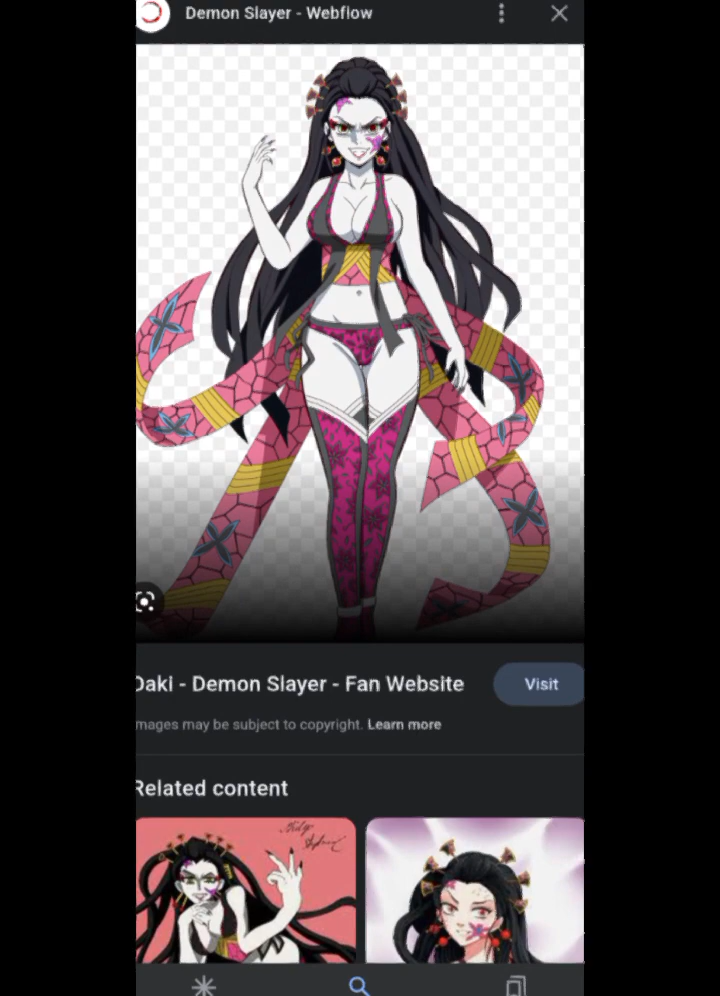 Demon Slayer - Webflow
Daki - Demon Slayer - Fan Website
Visit
mages may be subject to copyright. Learn more
Related content